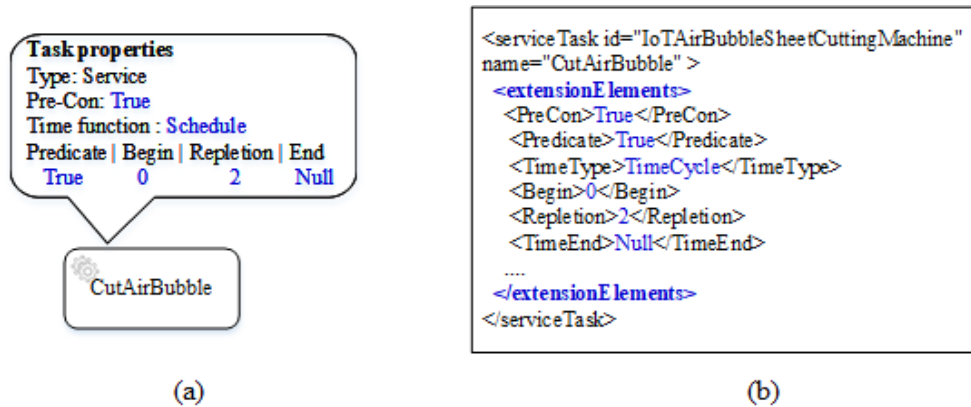 Task properties
Type: Service
Pre-Con: True
Time function : Schedule
Predicate | Begin | Repletion | End
True 0 2 Null
CutAirBubble
(a)
<serviceTask id="IoTAirBubbleSheetCuttingMachine"
name="CutAirBubble" >
<extensionElements>
<PreCon>True</PreCon>
<Predicate>True</Predicate>
<TimeType>TimeCycle</TimeType>
<Begin>0</Begin>
<Repletion>2</Repletion>
<TimeEnd>Null</TimeEnd>
....
</extensionElements>
</serviceTask>
(b)